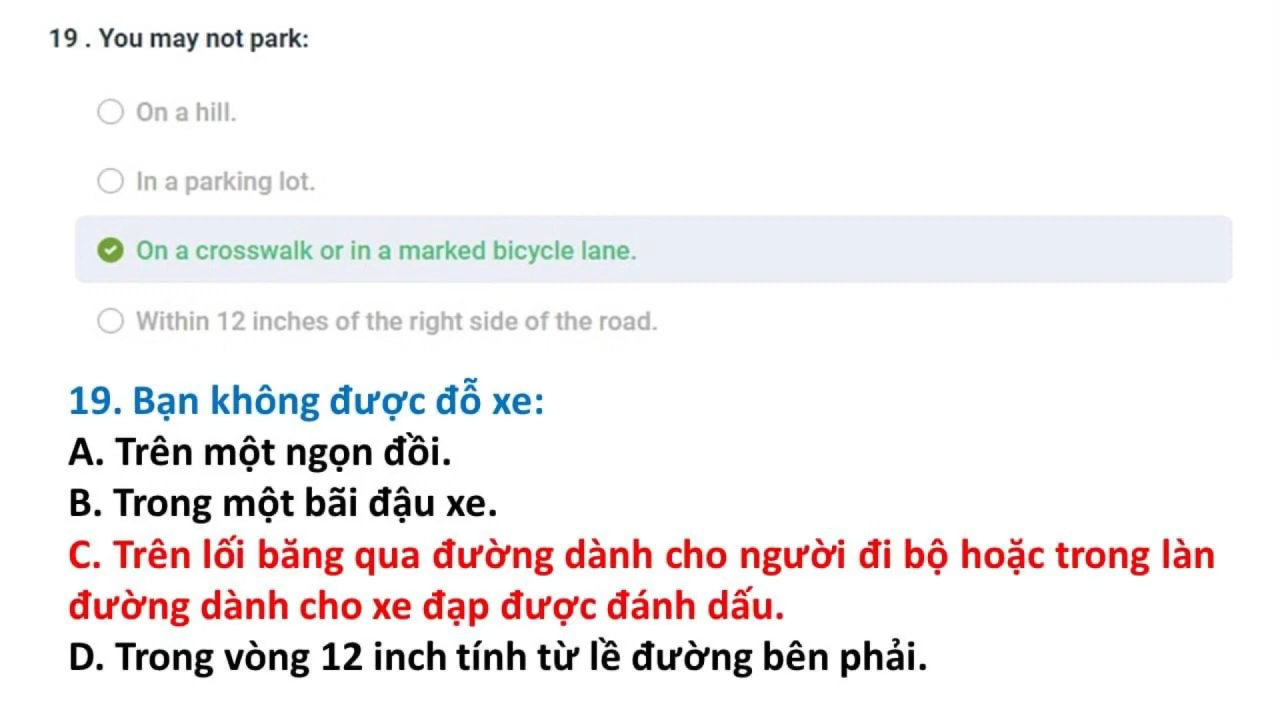 19 . You may not park:
On a hill.
In a parking lot.
On a crosswalk or in a marked bicycle lane.
Within 12 inches of the right side of the road.
19. Bạn không được đỗ xe:
A. Trên một ngọn đồi.
B. Trong một bãi đậu xe.
C. Trên lối băng qua đường dành cho người đi bộ hoặc trong làn
đường dành cho xe đạp được đánh dấu.
D. Trong vòng 12 inch tính từ lề đường bên phải.